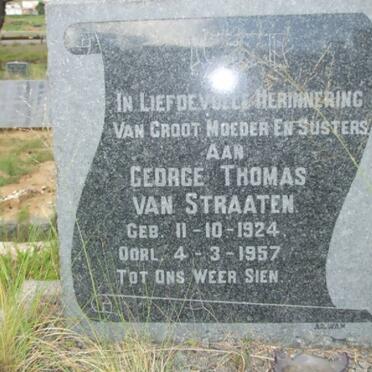 IN LIEFDEVOLLE HERINNERING
VAN GROOT MOEDER EN SUSTERS
AAN
GEORGE THOMAS
VAN STRAATEN.
GEB. 11-10-1924.
OORL. 4-3-1957.
TOT ONS WEER SIEN.